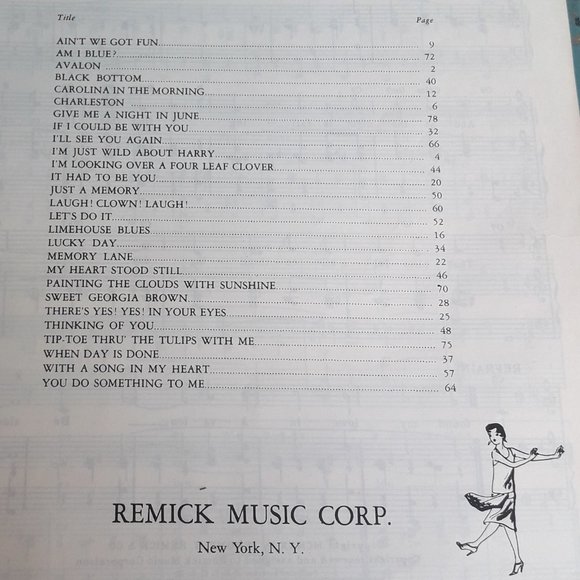 Title Page
AIN'T WE GOT FUN 9
AM I BLUE? 72
AVALON 2
BLACK BOTTOM 40
CAROLINA IN THE MORNING 12
CHARLESTON 6
GIVE ME A NIGHT IN JUNE 78
IF I COULD BE WITH YOU 32
I'LL SEE YOU AGAIN 66
I'M JUST WILD ABOUT HARRY 4
I'M LOOKING OVER A FOUR LEAF CLOVER 44
IT HAD TO BE YOU 20
JUST A MEMORY 50
LAUGH! CLOWN! LAUGH! 60
LET'S DO IT 52
LIMEHOUSE BLUES 16
LUCKY DAY 34
MEMORY LANE 22
MY HEART STOOD STILL 46
PAINTING THE CLOUDS WITH SUNSHINE 70
SWEET GEORGIA BROWN 28
THERE'S YES! YES! IN YOUR EYES 25
THINKING OF YOU 48
TIP-TOE THRU' THE TULIPS WITH ME 75
WHEN DAY IS DONE 37
WITH A SONG IN MY HEART 57
YOU DO SOMETHING TO ME 64
REMICK MUSIC CORP.
New York, N. Y.